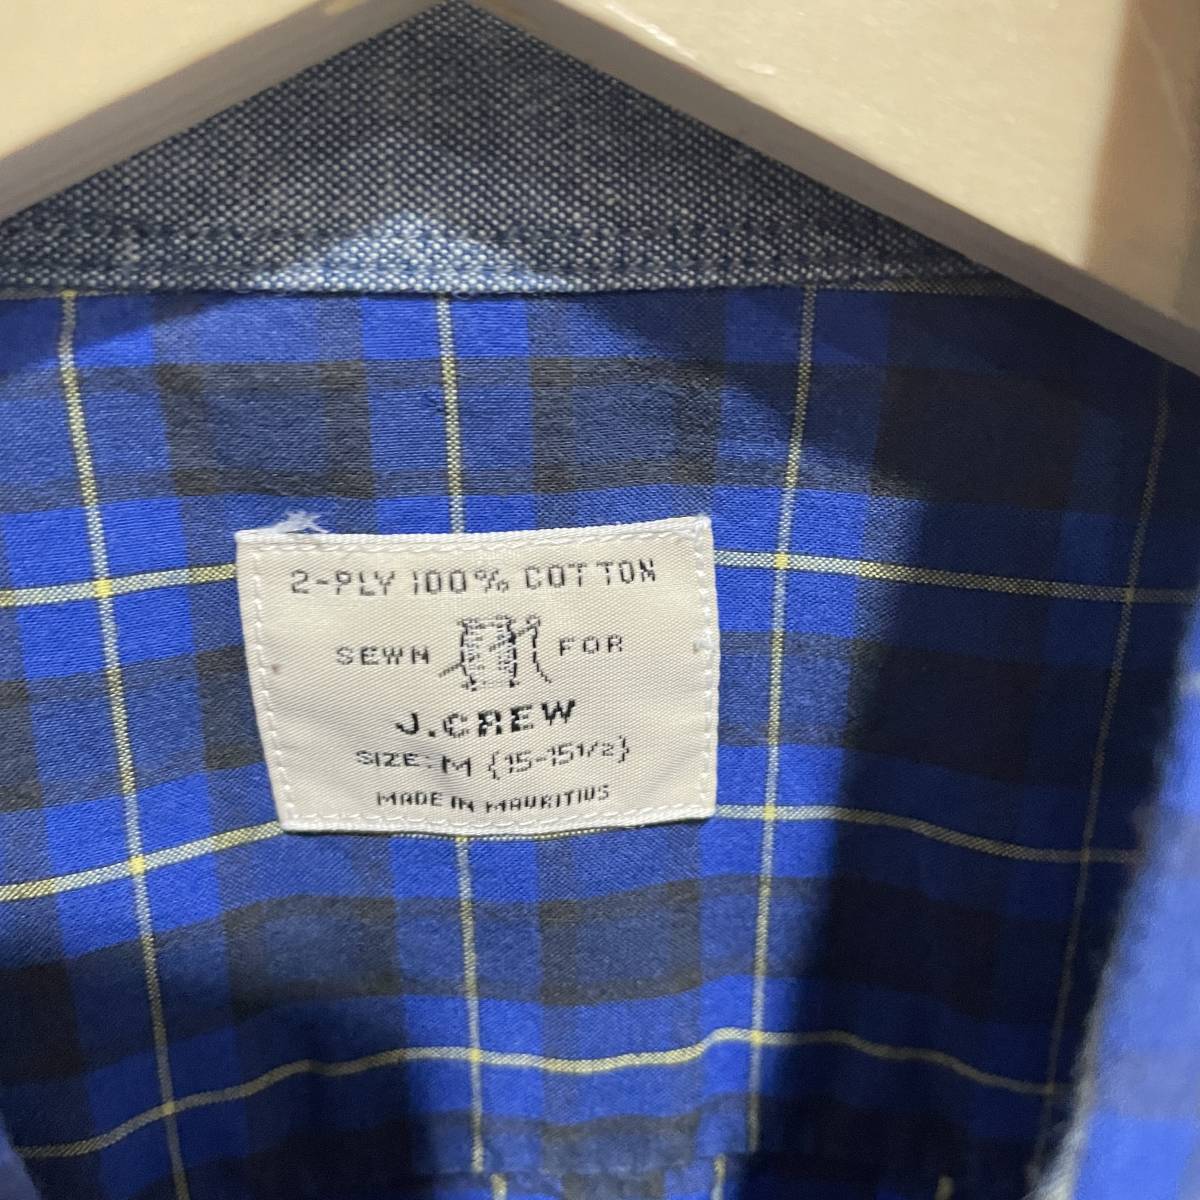 2-PLY 100% COTTON
SEWN FOR
J.CREW
SIZE: M {15-15 1/2}
MADE IN MAURITIUS